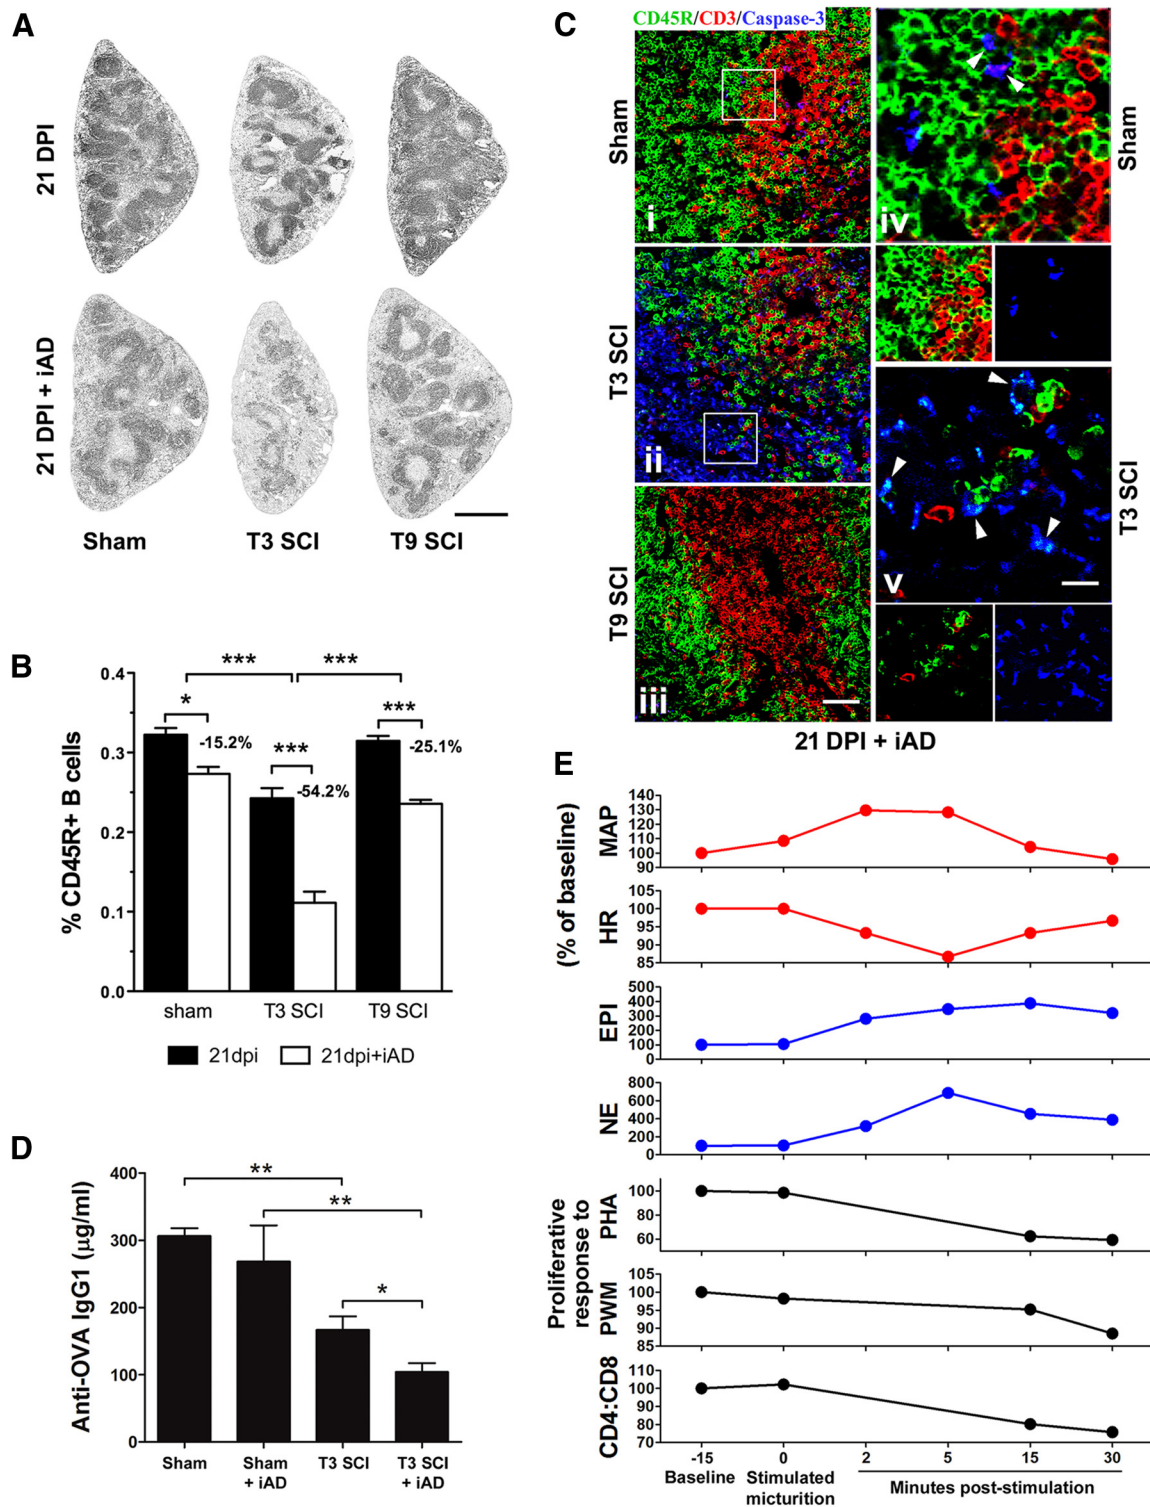 A
21 DPI
21 DPI + iAD
Sham
T3 SCI
T9 SCI
B
% CD45R+ B cells
0.4
0.3
0.2
0.1
0.0
***
***
*
-15.2%
***
-54.2%
***
-25.1%
sham
T3 SCI
T9 SCI
21dpi
21dpi+iAD
C
CD45R/CD3/Caspase-3
Sham
T3 SCI
T9 SCI
i
ii
iii
iv
v
Sham
T3 SCI
21 DPI + iAD
D
Anti-OVA IgG1 (µg/ml)
400
300
200
100
0
**
**
*
Sham
Sham
+ iAD
T3 SCI
T3 SCI
+ iAD
E
(% of baseline)
MAP
140
130
120
110
100
90
HR
105
100
95
90
85
EPI
500
400
300
200
100
0
NE
800
600
400
200
0
Proliferative
response to
PHA
100
80
60
PWM
105
100
95
90
85
CD4:CD8
110
100
90
80
70
-15
0
2
5
15
30
Baseline
Stimulated
micturition
Minutes post-stimulation